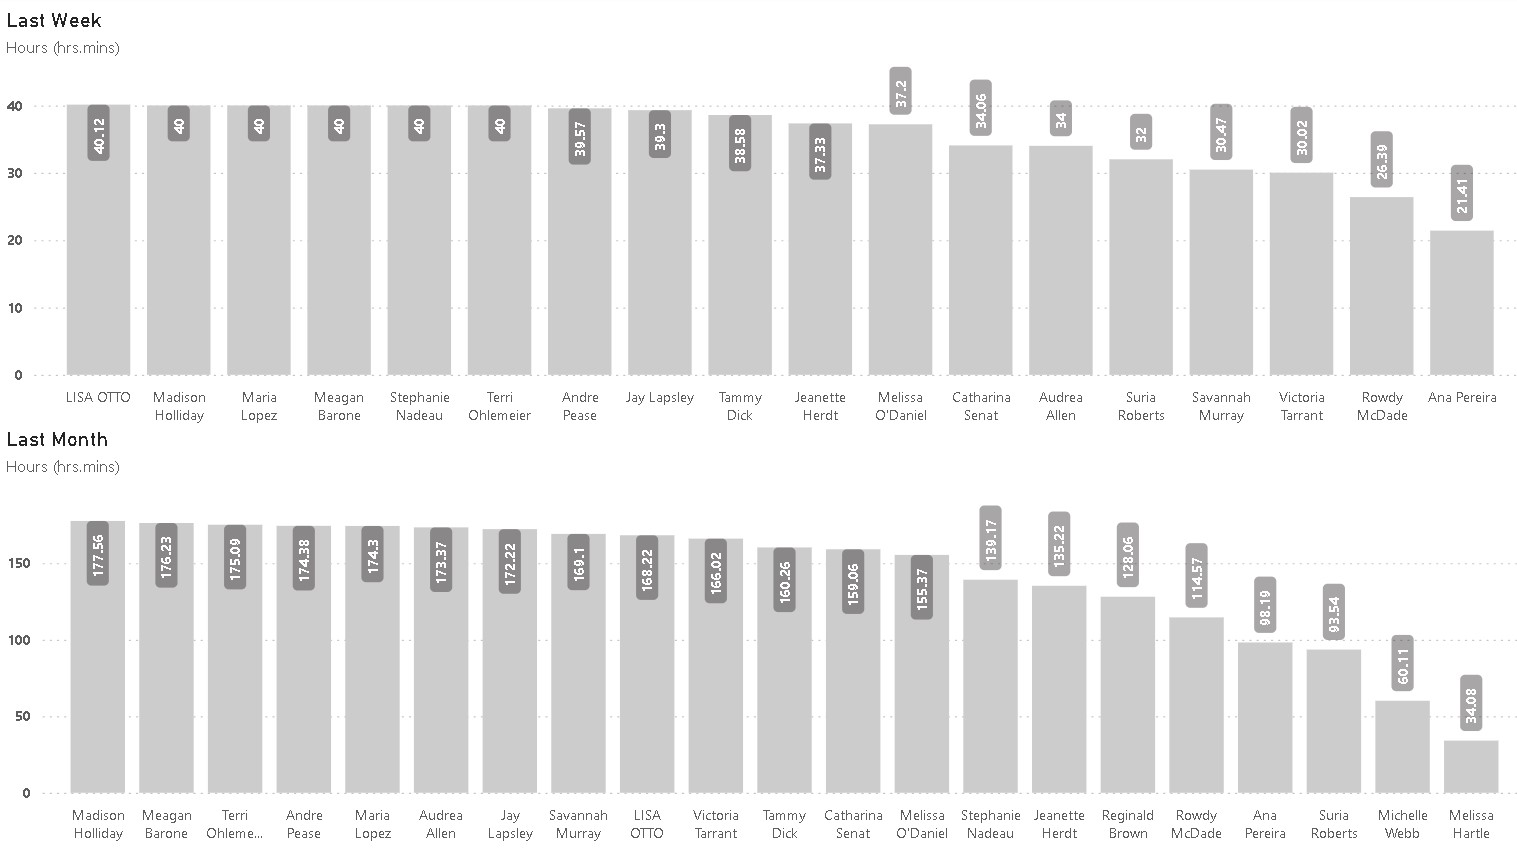 Last Week
Hours (hrs.mins)
40
30
20
10
0
40.12
40
40
40
40
40
39.57
39.3
38.58
37.33
37.2
34.06
34
32
30.47
30.02
26.39
21.41
LISA OTTO
Madison
Holliday
Maria
Lopez
Meagan
Barone
Stephanie
Nadeau
Terri
Ohlemeier
Andre
Pease
Jay Lapsley
Tammy
Dick
Jeanette
Herdt
Melissa
O'Daniel
Catharina
Senat
Audrea
Allen
Suria
Roberts
Savannah
Murray
Victoria
Tarrant
Rowdy
McDade
Ana Pereira
Last Month
Hours (hrs.mins)
150
100
50
0
177.56
176.23
175.09
174.38
174.3
173.37
172.22
169.1
168.22
166.02
160.26
159.06
155.37
139.17
135.22
128.06
114.57
98.19
93.54
60.11
34.08
Madison
Holliday
Meagan
Barone
Terri
Ohleme...
Andre
Pease
Maria
Lopez
Audrea
Allen
Jay
Lapsley
Savannah
Murray
LISA
OTTO
Victoria
Tarrant
Tammy
Dick
Catharina
Senat
Melissa
O'Daniel
Stephanie
Nadeau
Jeanette
Herdt
Reginald
Brown
Rowdy
McDade
Ana
Pereira
Suria
Roberts
Michelle
Webb
Melissa
Hartle